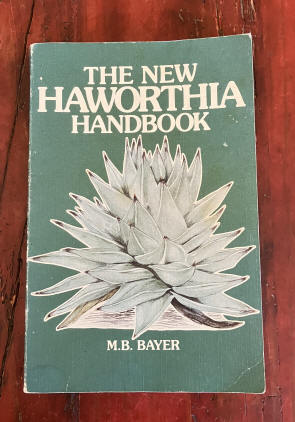 THE NEW
HAWORTHIA
HANDBOOK
M.B. BAYER